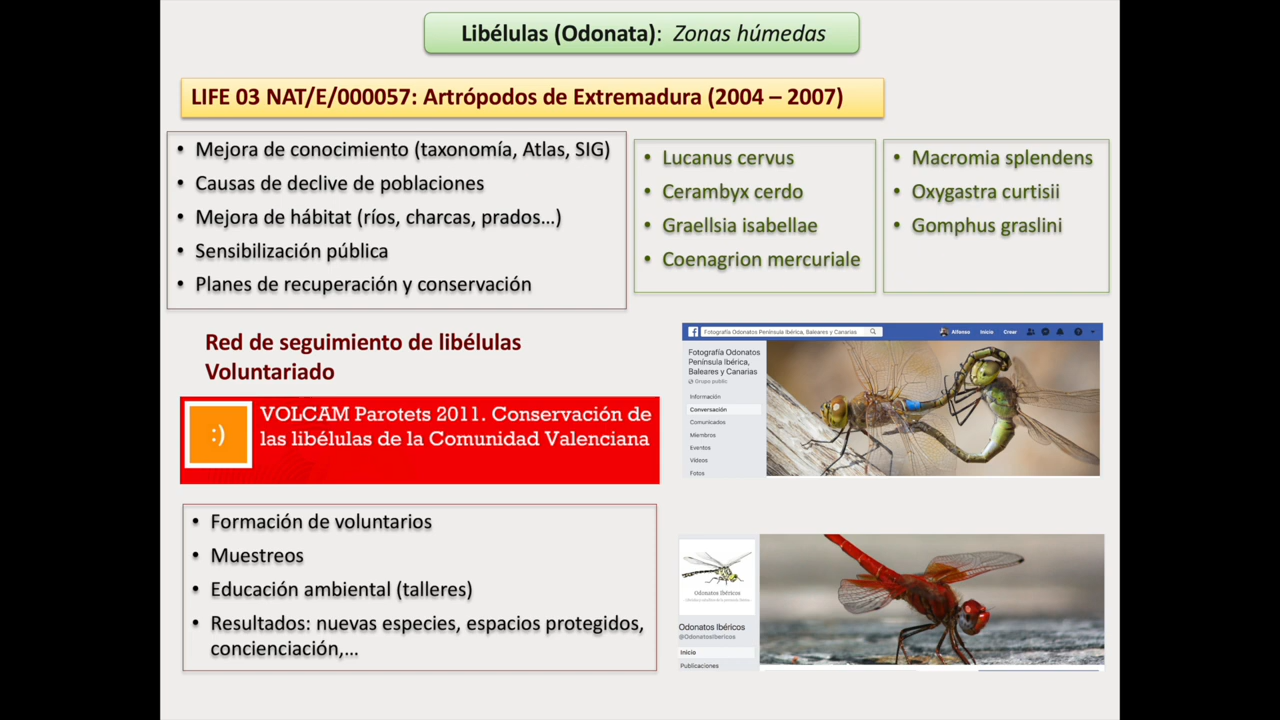 Libélulas (Odonata): Zonas húmedas
LIFE 03 NAT/E/000057: Artrópodos de Extremadura (2004 – 2007)
• Mejora de conocimiento (taxonomía, Atlas, SIG)
• Causas de declive de poblaciones
• Mejora de hábitat (ríos, charcas, prados…)
• Sensibilización pública
• Planes de recuperación y conservación
• Lucanus cervus
• Cerambyx cerdo
• Graellsia isabellae
• Coenagrion mercuriale
• Macromia splendens
• Oxygastra curtisii
• Gomphus graslini
Red de seguimiento de libélulas
Voluntariado
:)
VOLCAM Parotets 2011. Conservación de
las libélulas de la Comunidad Valenciana
• Formación de voluntarios
• Muestreos
• Educación ambiental (talleres)
• Resultados: nuevas especies, espacios protegidos,
concienciación,…
Fotografía Odonatos Península Ibérica, Baleares y Canarias
Alfonso Inicio Crear
Fotografía Odonatos
Península Ibérica,
Baleares y Canarias
Grupo público
Información
Conversación
Comunicados
Miembros
Eventos
Vídeos
Fotos
Odonatos Ibéricos
Odonatos Ibéricos
@OdonatosIbericos
Inicio
Publicaciones